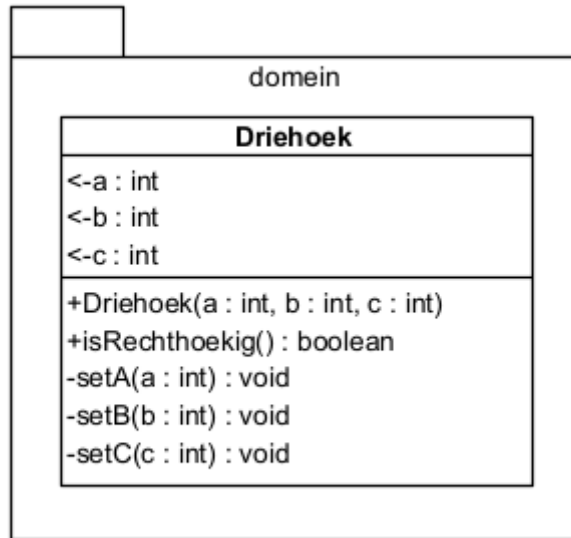 domein
Driehoek
<-a : int
<-b : int
<-c : int
+Driehoek(a : int, b : int, c : int)
+isRechthoekig() : boolean
-setA(a : int) : void
-setB(b : int) : void
-setC(c : int) : void